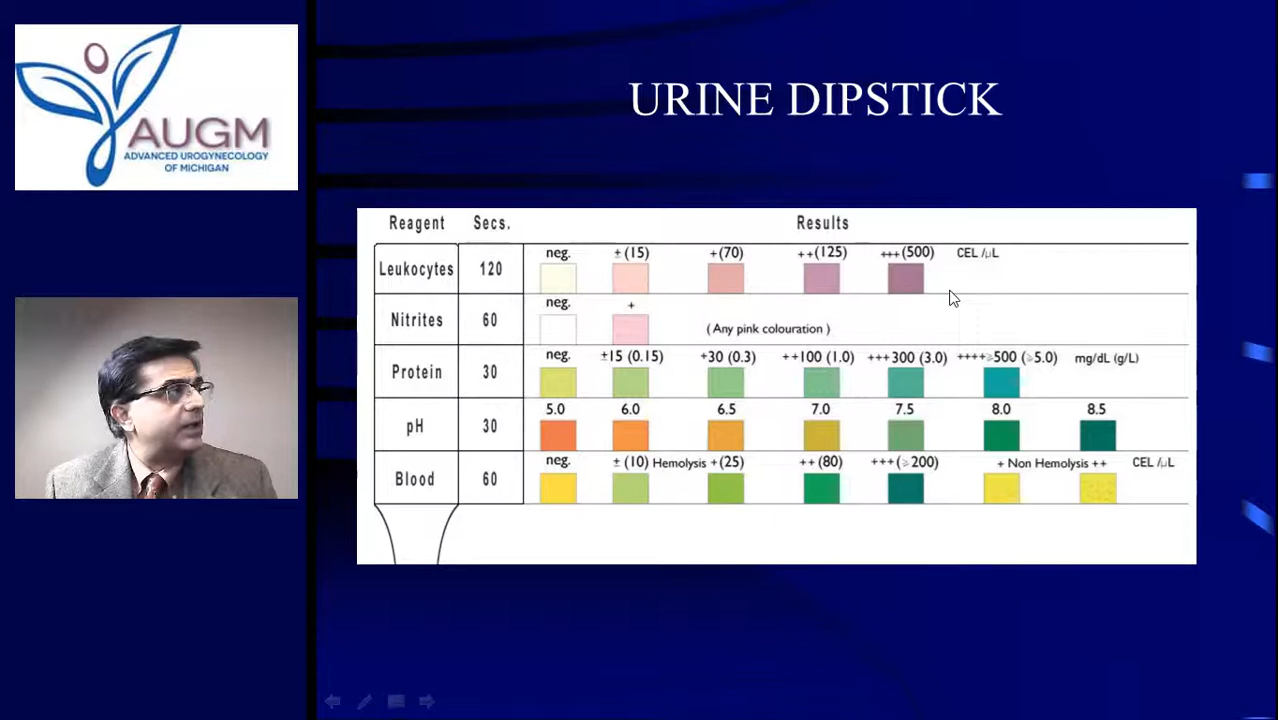 AUGM
ADVANCED UROGYNECOLOGY
OF MICHIGAN
URINE DIPSTICK
Reagent Secs. Results
Leukocytes 120 neg. ±(15) +(70) ++(125) +++(500) CEL/μL
Nitrites 60 neg. + (Any pink colouration)
Protein 30 neg. ±15 (0.15) +30 (0.3) ++100 (1.0) +++300 (3.0) ++++≥500 (≥5.0) mg/dL (g/L)
pH 30 5.0 6.0 6.5 7.0 7.5 8.0 8.5
Blood 60 neg. ±(10) Hemolysis +(25) ++(80) +++(≥200) + Non Hemolysis ++ CEL/μL